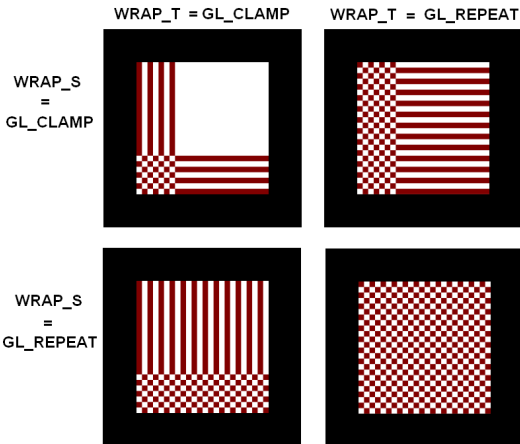 WRAP_T = GL_CLAMP
WRAP_T = GL_REPEAT
WRAP_S
=
GL_CLAMP
WRAP_S
=
GL_REPEAT